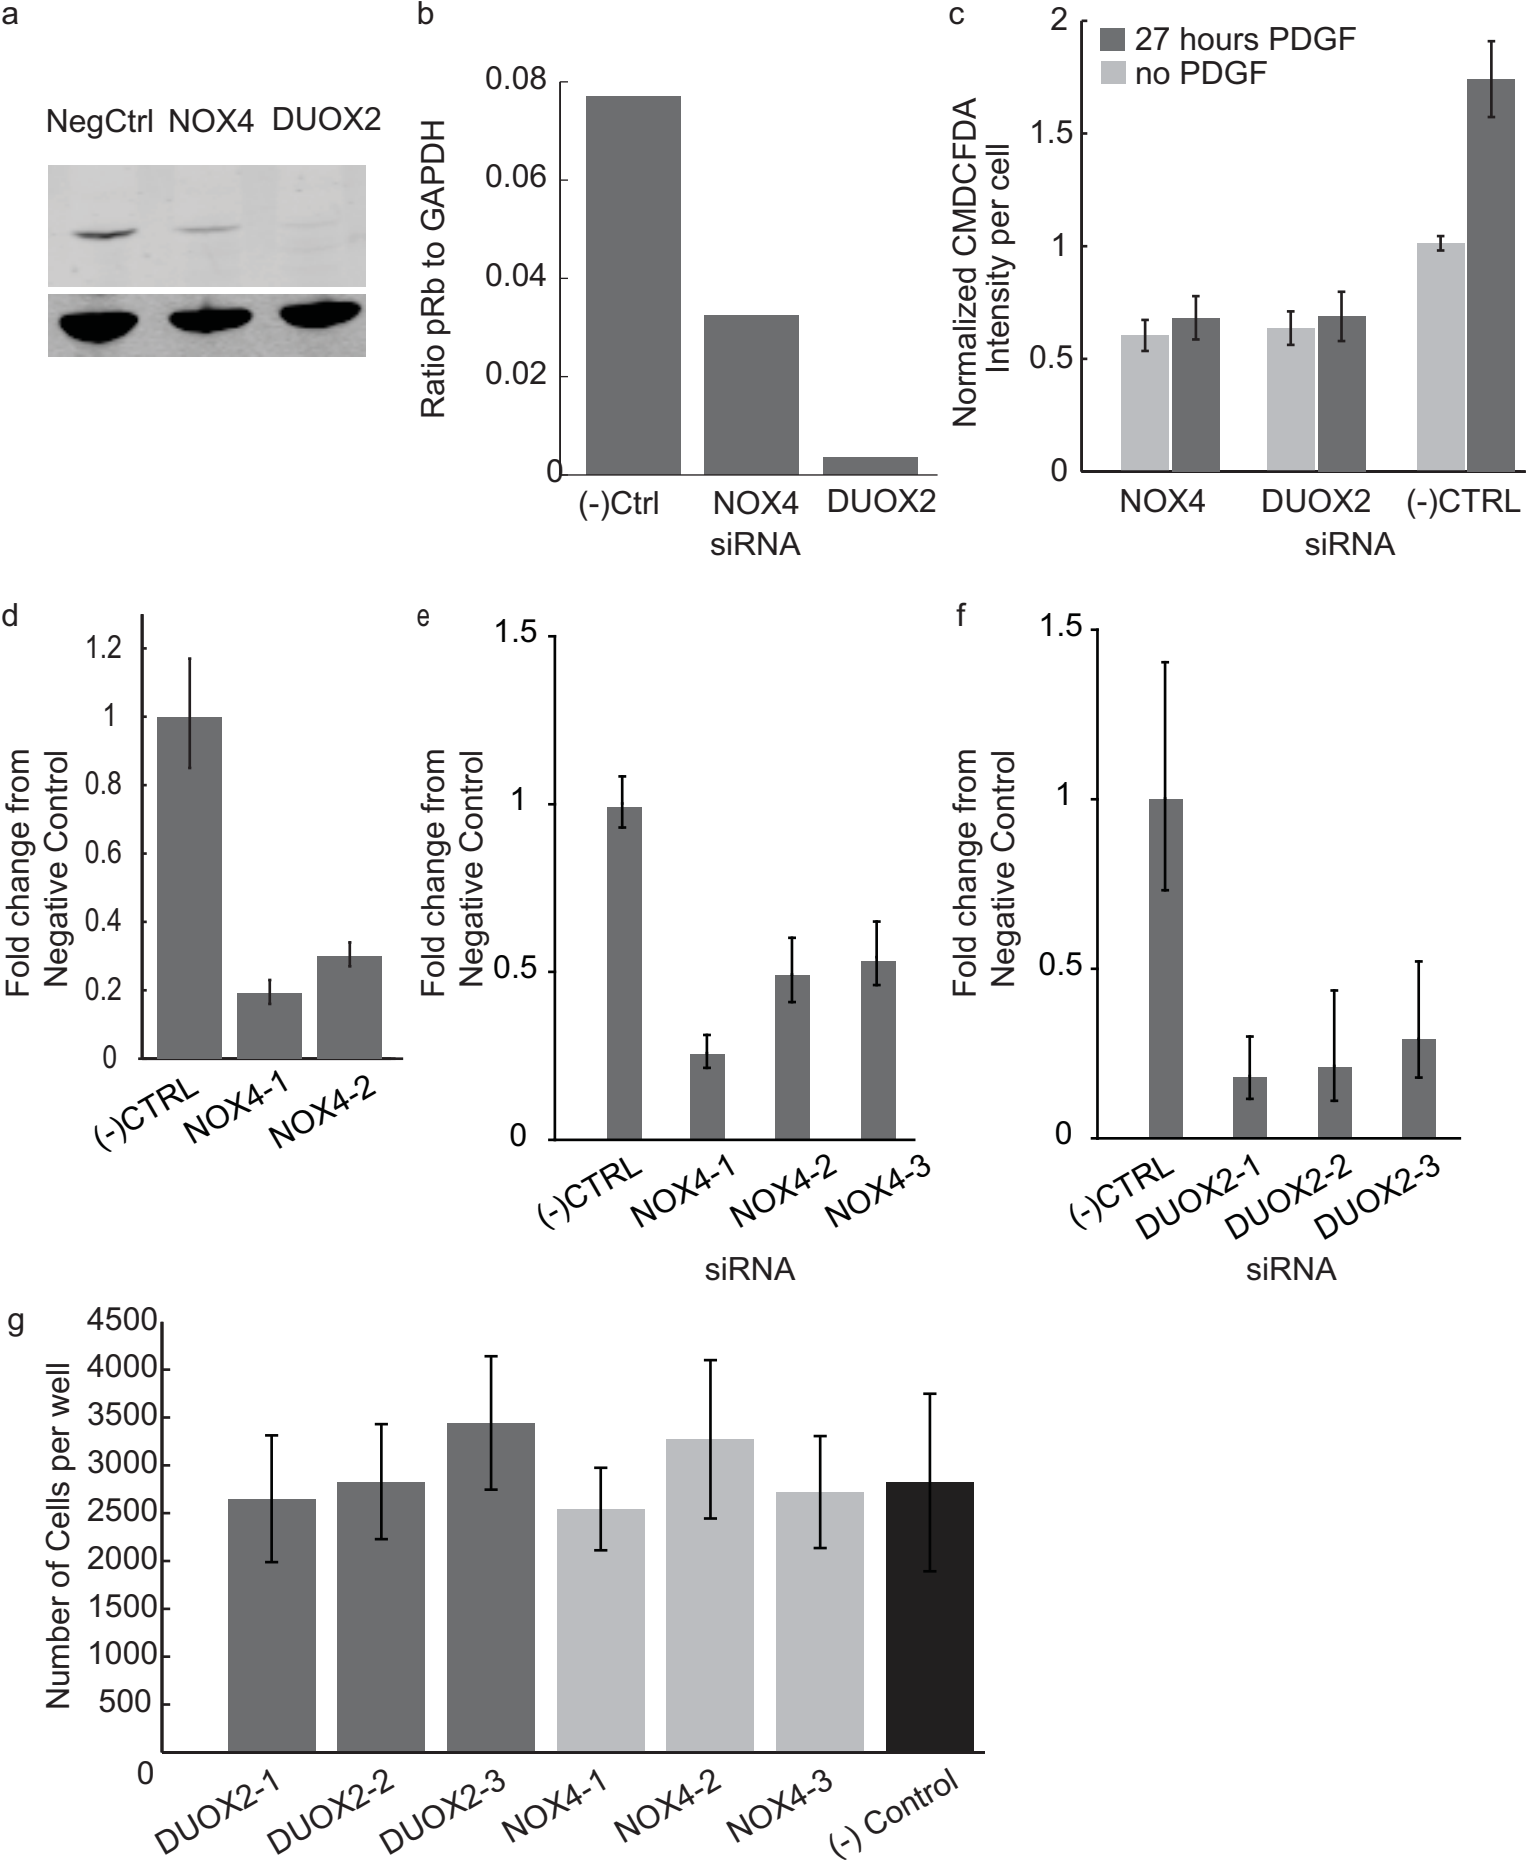 a
NegCtrl NOX4 DUOX2
b
Ratio pRb to GAPDH
0.08
0.06
0.04
0.02
0
(-)Ctrl NOX4 DUOX2
siRNA
c
Normalized CMDCFDA
Intensity per cell
2
1.5
1
0.5
0
27 hours PDGF
no PDGF
NOX4 DUOX2 (-)CTRL
siRNA
d
Fold change from
Negative Control
1.2
1
0.8
0.6
0.4
0.2
0
(-)CTRL
NOX4-1
NOX4-2
e
Fold change from
Negative Control
1.5
1
0.5
0
(-)CTRL
NOX4-1
NOX4-2
NOX4-3
siRNA
f
Fold change from
Negative Control
1.5
1
0.5
0
(-)CTRL
DUOX2-1
DUOX2-2
DUOX2-3
siRNA
g
Number of Cells per well
4500
4000
3500
3000
2500
2000
1500
1000
500
0
DUOX2-1
DUOX2-2
DUOX2-3
NOX4-1
NOX4-2
NOX4-3
(-) Control